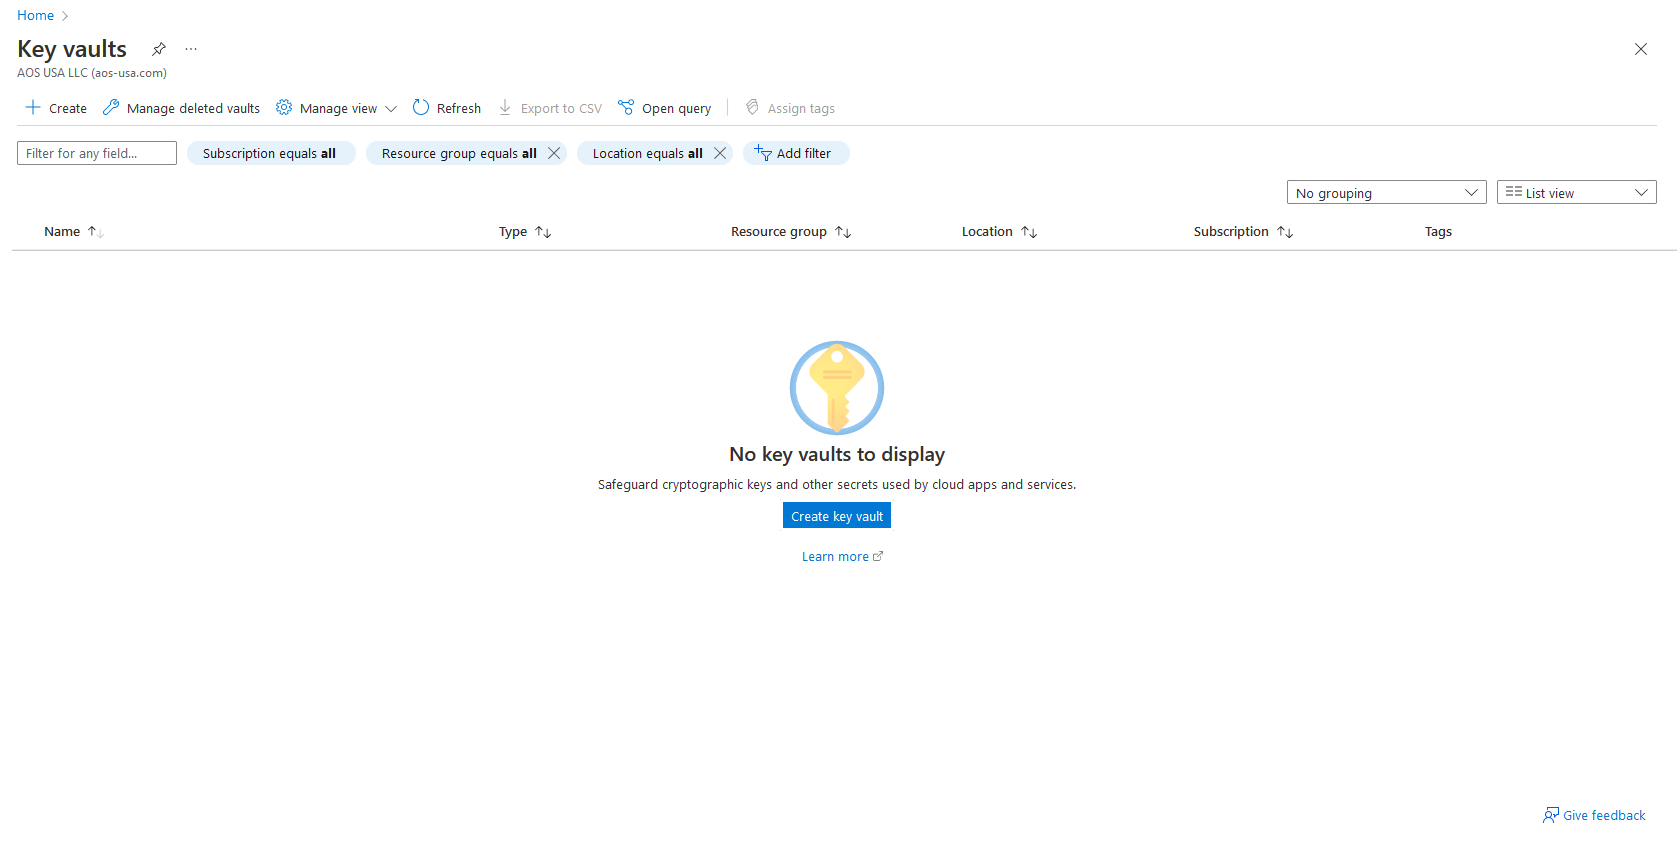 Home
Key vaults
AOS USA LLC (aos-usa.com)
Create Manage deleted vaults Manage view Refresh Export to CSV Open query Assign tags
Filter for any field... Subscription equals all Resource group equals all Location equals all Add filter
No grouping List view
Name Type Resource group Location Subscription Tags
No key vaults to display
Safeguard cryptographic keys and other secrets used by cloud apps and services.
Create key vault
Learn more
Give feedback